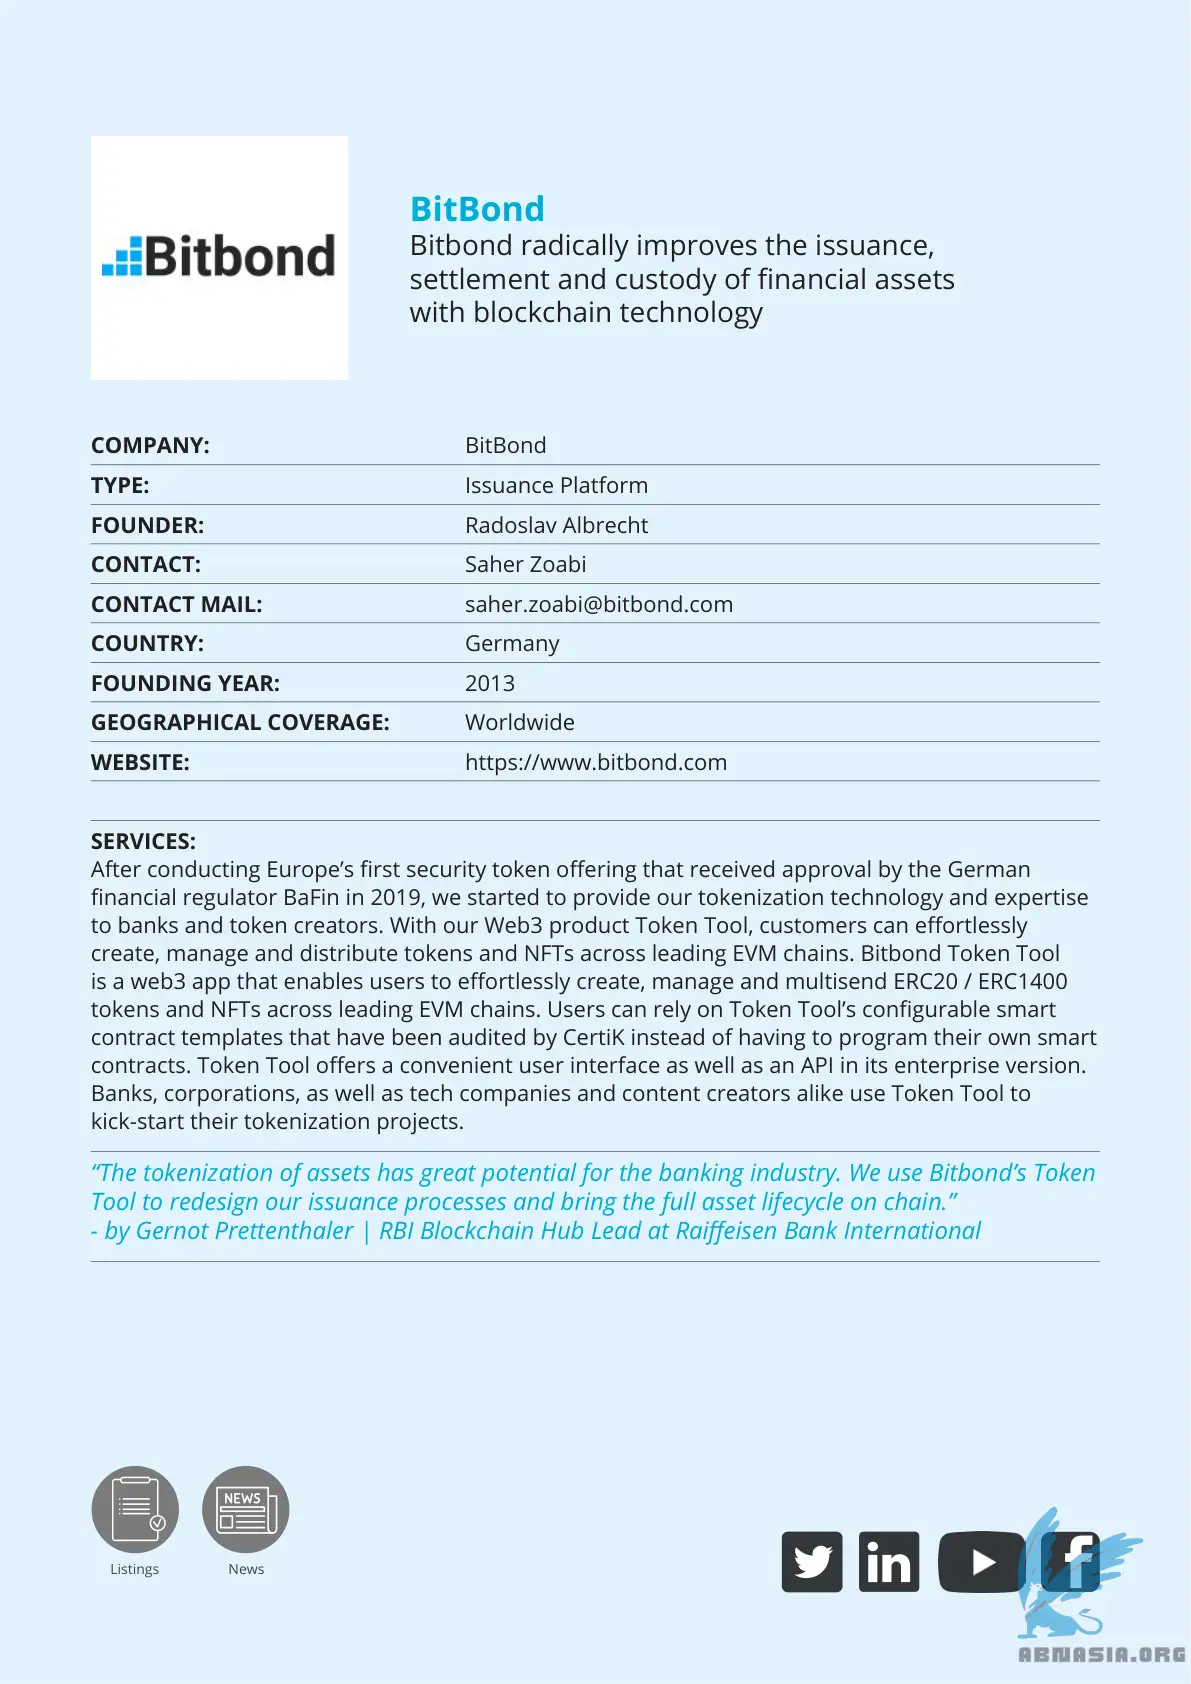 Bitbond
BitBond
Bitbond radically improves the issuance,
settlement and custody of financial assets
with blockchain technology
COMPANY: BitBond
TYPE: Issuance Platform
FOUNDER: Radoslav Albrecht
CONTACT: Saher Zoabi
CONTACT MAIL: saher.zoabi@bitbond.com
COUNTRY: Germany
FOUNDING YEAR: 2013
GEOGRAPHICAL COVERAGE: Worldwide
WEBSITE: https://www.bitbond.com
SERVICES:
After conducting Europe’s first security token offering that received approval by the German
financial regulator BaFin in 2019, we started to provide our tokenization technology and expertise
to banks and token creators. With our Web3 product Token Tool, customers can effortlessly
create, manage and distribute tokens and NFTs across leading EVM chains. Bitbond Token Tool
is a web3 app that enables users to effortlessly create, manage and multisend ERC20 / ERC1400
tokens and NFTs across leading EVM chains. Users can rely on Token Tool’s configurable smart
contract templates that have been audited by CertiK instead of having to program their own smart
contracts. Token Tool offers a convenient user interface as well as an API in its enterprise version.
Banks, corporations, as well as tech companies and content creators alike use Token Tool to
kick-start their tokenization projects.
“The tokenization of assets has great potential for the banking industry. We use Bitbond’s Token
Tool to redesign our issuance processes and bring the full asset lifecycle on chain.”
- by Gernot Prettenthaler | RBI Blockchain Hub Lead at Raiffeisen Bank International
NEWS
Listings News
in f
ABNASIA.ORG